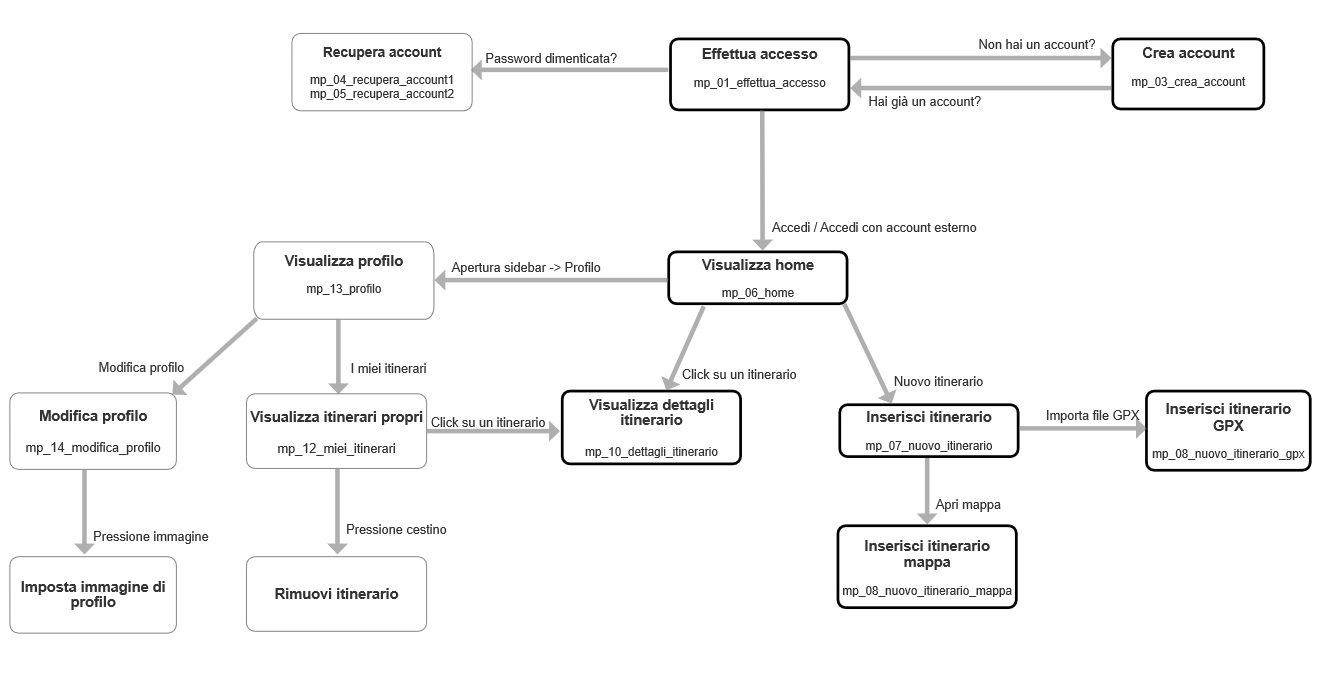 Recupera account
mp_04_recupera_account1
mp_05_recupera_account2
Password dimenticata?
Effettua accesso
mp_01_effettua_accesso
Non hai un account?
Hai già un account?
Crea account
mp_03_crea_account
Accedi / Accedi con account esterno
Visualizza profilo
mp_13_profilo
Apertura sidebar -> Profilo
Visualizza home
mp_06_home
Modifica profilo
I miei itinerari
Click su un itinerario
Nuovo itinerario
Modifica profilo
mp_14_modifica_profilo
Visualizza itinerari propri
mp_12_miei_itinerari
Click su un itinerario
Visualizza dettagli
itinerario
mp_10_dettagli_itinerario
Inserisci itinerario
mp_07_nuovo_itinerario
Importa file GPX
Inserisci itinerario
GPX
mp_08_nuovo_itinerario_gpx
Pressione immagine
Pressione cestino
Apri mappa
Imposta immagine di
profilo
Rimuovi itinerario
Inserisci itinerario
mappa
mp_08_nuovo_itinerario_mappa